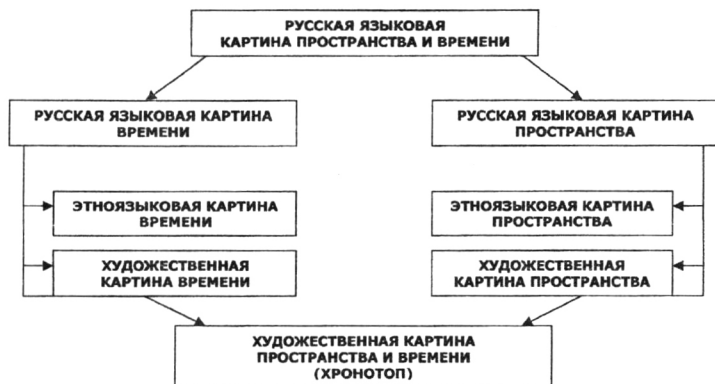 РУССКАЯ ЯЗЫКОВАЯ
КАРТИНА ПРОСТРАНСТВА И ВРЕМЕНИ
РУССКАЯ ЯЗЫКОВАЯ КАРТИНА
ВРЕМЕНИ
РУССКАЯ ЯЗЫКОВАЯ КАРТИНА
ПРОСТРАНСТВА
ЭТНОЯЗЫКОВАЯ КАРТИНА
ВРЕМЕНИ
ЭТНОЯЗЫКОВАЯ КАРТИНА
ПРОСТРАНСТВА
ХУДОЖЕСТВЕННАЯ
КАРТИНА ВРЕМЕНИ
ХУДОЖЕСТВЕННАЯ
КАРТИНА ПРОСТРАНСТВА
ХУДОЖЕСТВЕННАЯ КАРТИНА
ПРОСТРАНСТВА И ВРЕМЕНИ
(ХРОНОТОП)